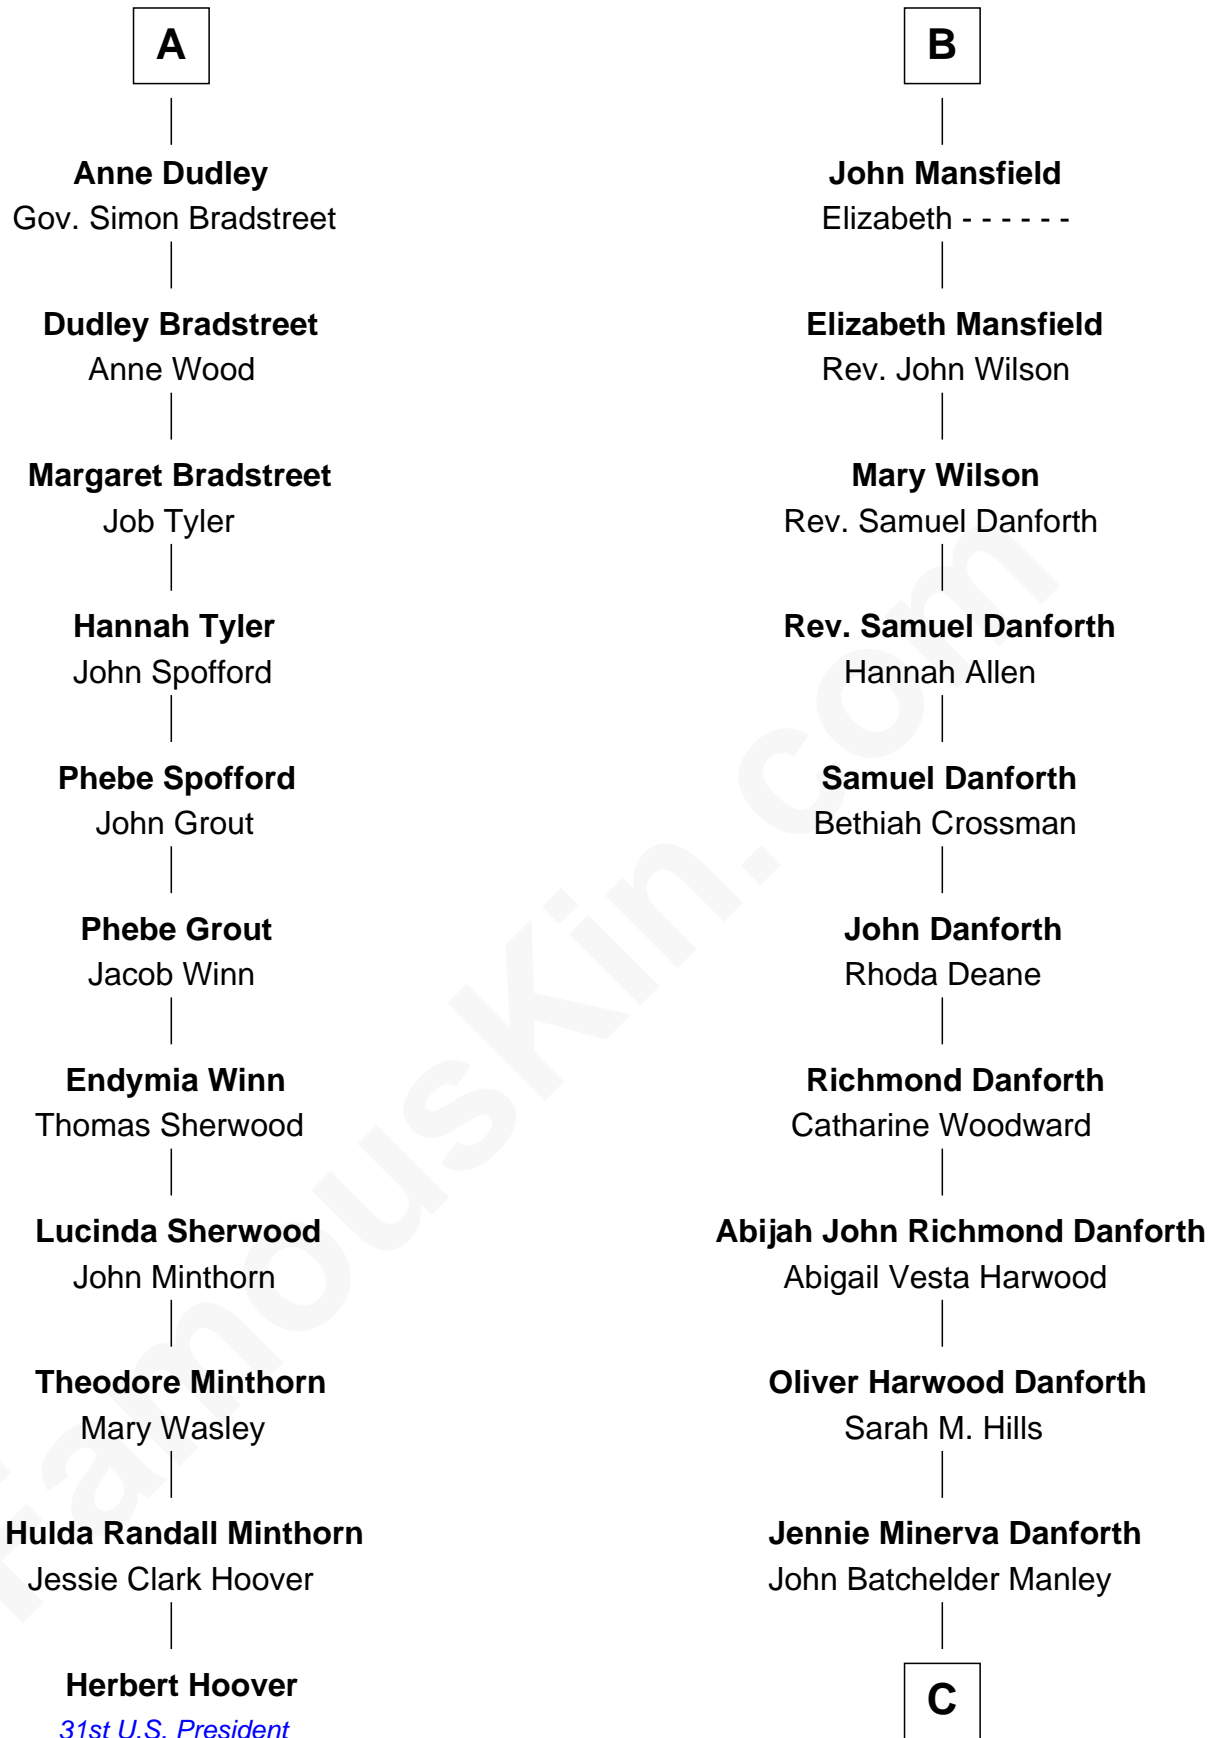 A
Anne Dudley
Gov. Simon Bradstreet
Dudley Bradstreet
Anne Wood
Margaret Bradstreet
Job Tyler
Hannah Tyler
John Spofford
Phebe Spofford
John Grout
Phebe Grout
Jacob Winn
Endymia Winn
Thomas Sherwood
Lucinda Sherwood
John Minthorn
Theodore Minthorn
Mary Wasley
Hulda Randall Minthorn
Jessie Clark Hoover
Herbert Hoover
31st U.S. President
B
John Mansfield
Elizabeth - - - - - -
Elizabeth Mansfield
Rev. John Wilson
Mary Wilson
Rev. Samuel Danforth
Rev. Samuel Danforth
Hannah Allen
Samuel Danforth
Bethiah Crossman
John Danforth
Rhoda Deane
Richmond Danforth
Catharine Woodward
Abijah John Richmond Danforth
Abigail Vesta Harwood
Oliver Harwood Danforth
Sarah M. Hills
Jennie Minerva Danforth
John Batchelder Manley
C
FamousKin.com